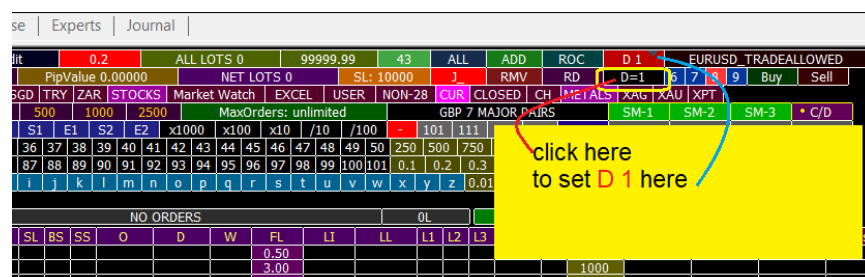 se | Experts | Journal |
dit 0.2 ALL LOTS 0 99999.99 43 ALL ADD ROC D 1 EURUSD_TRADEALLOWED
PipValue 0.00000 NET LOTS 0 SL: 10000 J_ RMV RD D=1 6 7 8 9 Buy Sell
SGD TRY ZAR STOCKS Market Watch EXCEL USER NON-28 CUR CLOSED CH METALS XAG XAU XPT
500 1000 2500 MaxOrders: unlimited GBP 7 MAJOR PAIRS SM-1 SM-2 SM-3 * C/D
S1 E1 S2 E2 x1000 x100 x10 /10 /100 - 101 111
36 37 38 39 40 41 42 43 44 45 46 47 48 49 50 250 500 750
87 88 89 90 91 92 93 94 95 96 97 98 99 100 101 0.1 0.2 0.3
i j k l m n o p q r s t u v w x y z 0.01
click here
to set D 1 here
NO ORDERS 0L
SL BS SS O D W FL LI LL L1 L2 L3
0.50
3.00 1000